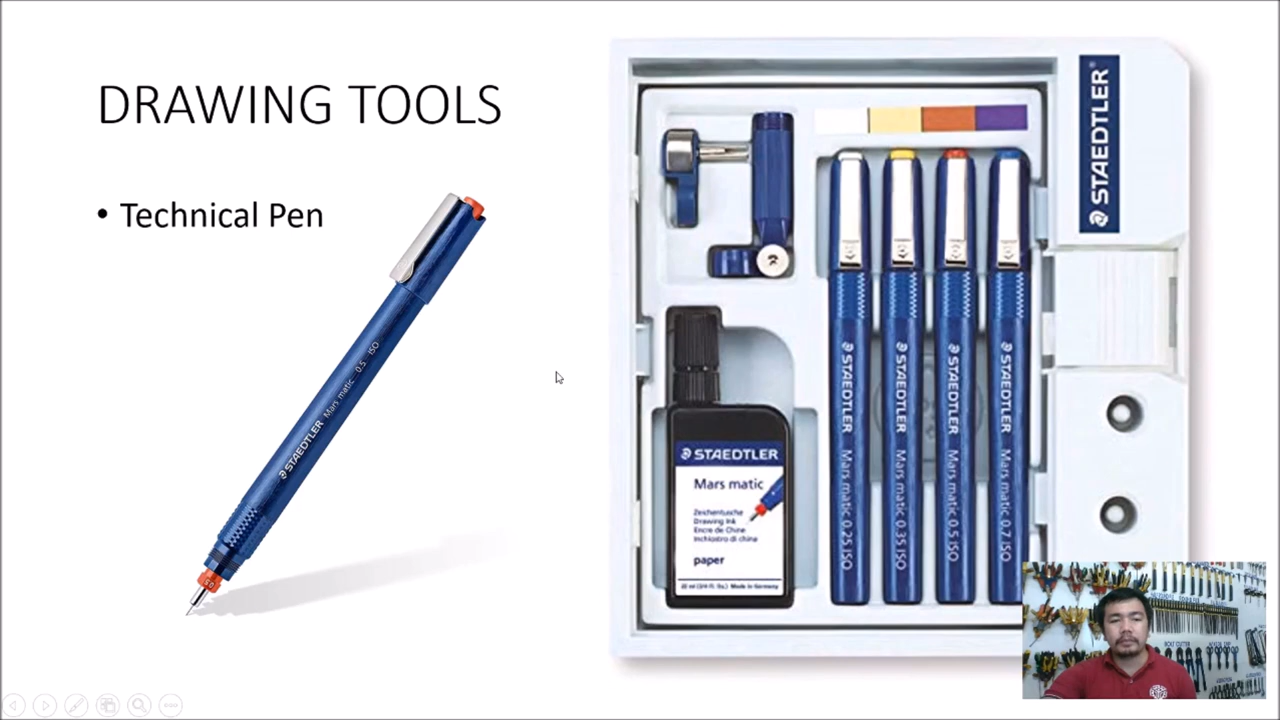 DRAWING TOOLS
• Technical Pen
STAEDTLER Mars matic 0.5 ISO
STAEDTLER®
STAEDTLER Mars matic 0.25 ISO
STAEDTLER Mars matic 0.35 ISO
STAEDTLER Mars matic 0.5 ISO
STAEDTLER Mars matic 0.7 ISO
STAEDTLER
Mars matic
Zeichentusche
Drawing Ink
Encre de Chine
Inchiostro di china
paper
Made in Germany
BOLT CUTTER